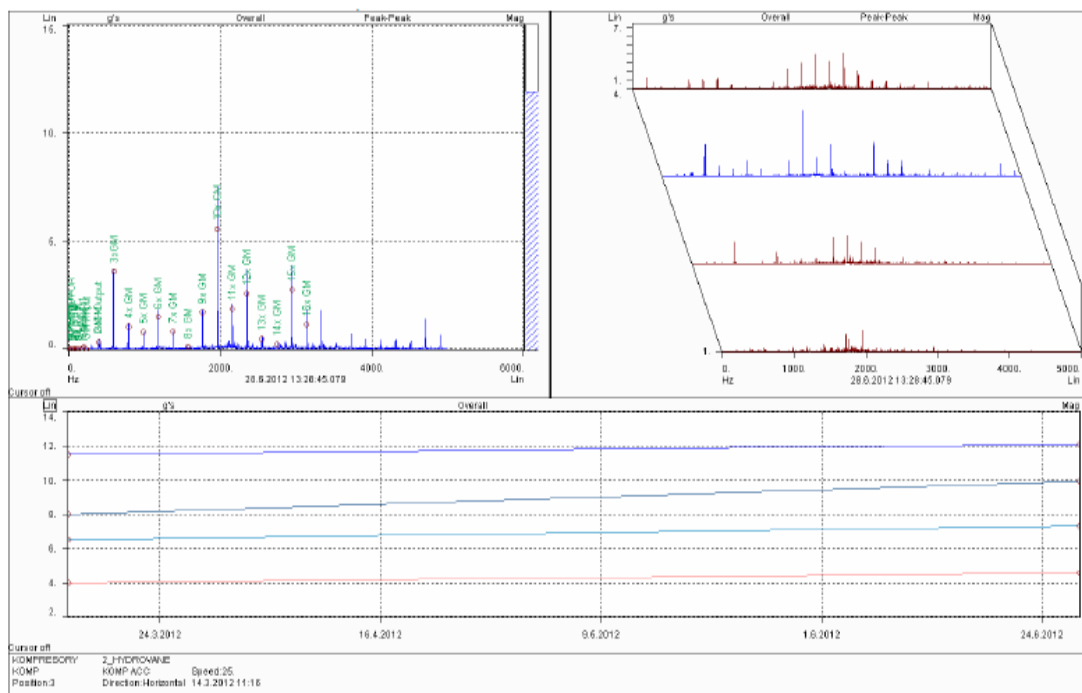 Lin g's Overall Peak-Peak Mag
16.
10.
5.
0.
Output
3x GM
4x GM
5x GM
6x GM
7x GM
8x GM
9x GM
10x GM
11x GM
12x GM
13x GM
14x GM
15x GM
16x GM
0. 2000. 4000. 6000.
Hz 28.6.2012 13:28:45.079 Lin
Lin g's Overall Peak-Peak Mag
7.
1.
4.
1.
0. 1000. 2000. 3000. 4000. 5000.
Hz 28.6.2012 13:28:45.079 Lin
Cursor off
Lin g's Overall Mag
14.
12.
10.
8.
6.
4.
2.
24.3.2012 16.4.2012 9.5.2012 1.6.2012 24.6.2012
Cursor off
KOMPRESORY 2_HYDROVANE
KOMP KOMP ACC Speed:25.
Position:3 Direction:Horizontal 14.3.2012 11:16